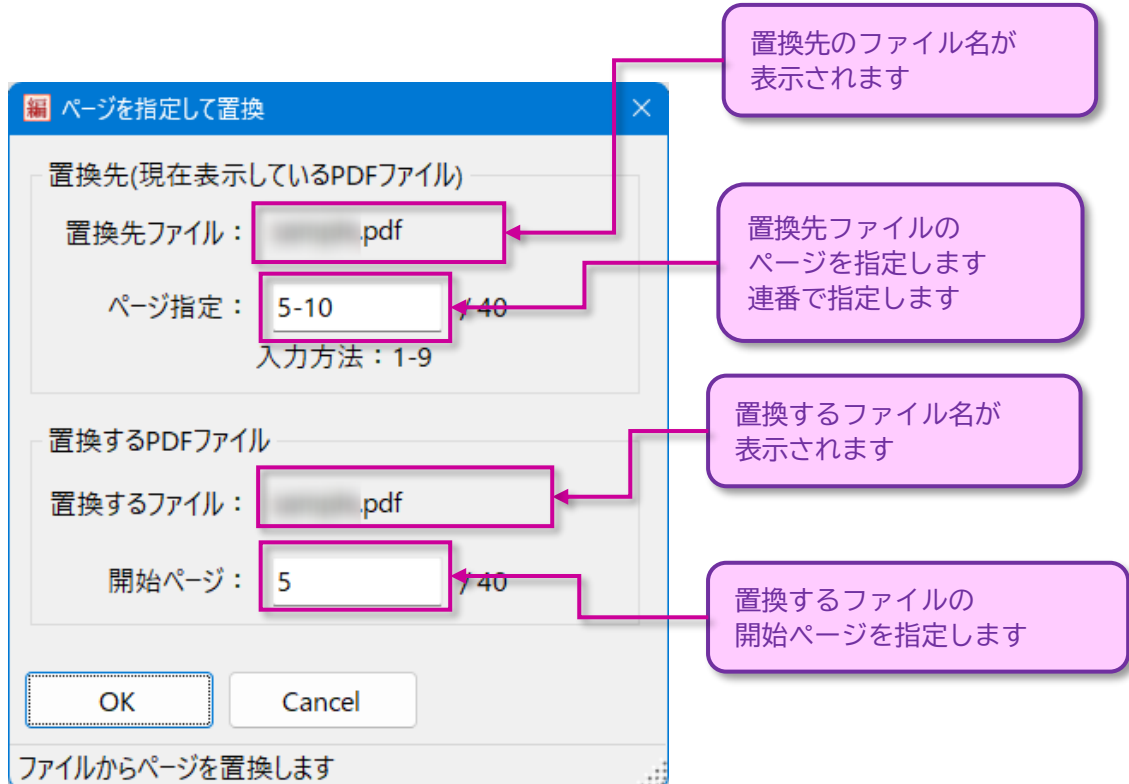 置換先のファイル名が
表示されます
編 ページを指定して置換
置換先(現在表示しているPDFファイル)
置換先ファイル： .pdf
置換先ファイルの
ページを指定します
連番で指定します
ページ指定： 5-10 / 40
入力方法：1-9
置換するファイル名が
表示されます
置換するPDFファイル
置換するファイル： .pdf
開始ページ： 5 / 40
置換するファイルの
開始ページを指定します
OK Cancel
ファイルからページを置換します